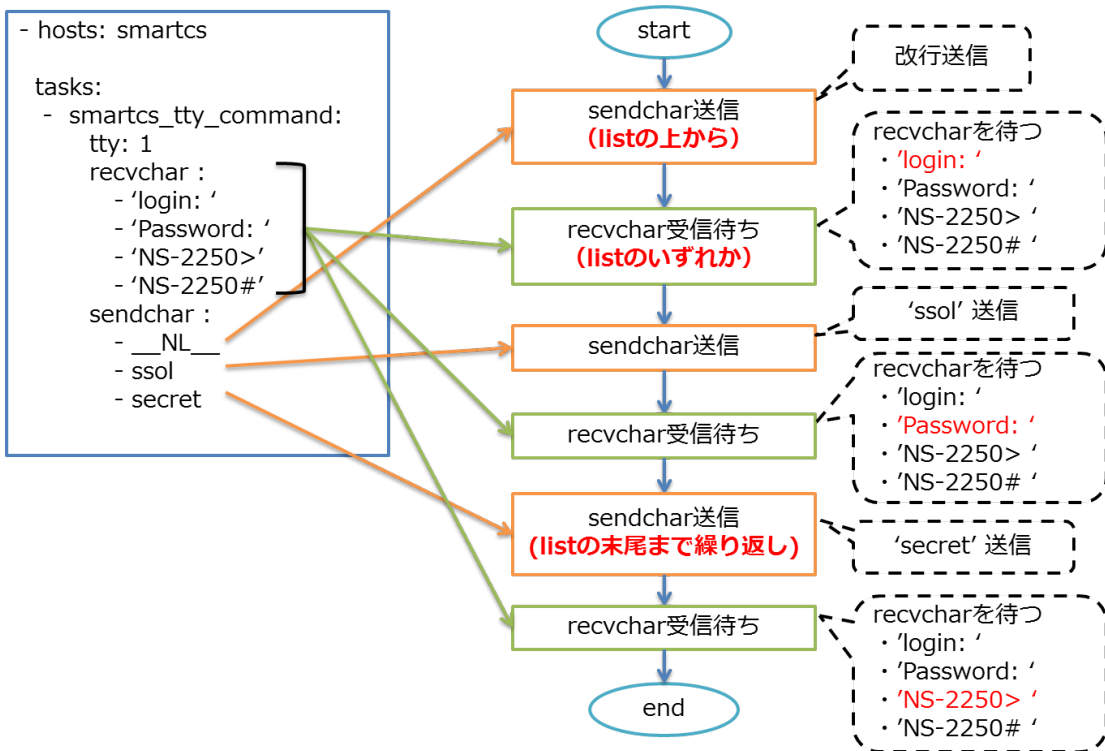 - hosts: smartcs
tasks:
- smartcs_tty_command:
tty: 1
recvchar :
- ‘login: ‘
- ‘Password: ‘
- ‘NS-2250>’
- ‘NS-2250#’
sendchar :
- __NL__
- ssol
- secret
start
sendchar送信
（listの上から）
recvchar受信待ち
（listのいずれか）
sendchar送信
recvchar受信待ち
sendchar送信
(listの末尾まで繰り返し)
recvchar受信待ち
end
改行送信
recvcharを待つ
・’login: ‘
・’Password: ‘
・’NS-2250> ‘
・’NS-2250# ‘
‘ssol’ 送信
recvcharを待つ
・’login: ‘
・’Password: ‘
・’NS-2250> ‘
・’NS-2250# ‘
‘secret’ 送信
recvcharを待つ
・’login: ‘
・’Password: ‘
・’NS-2250> ‘
・’NS-2250# ‘